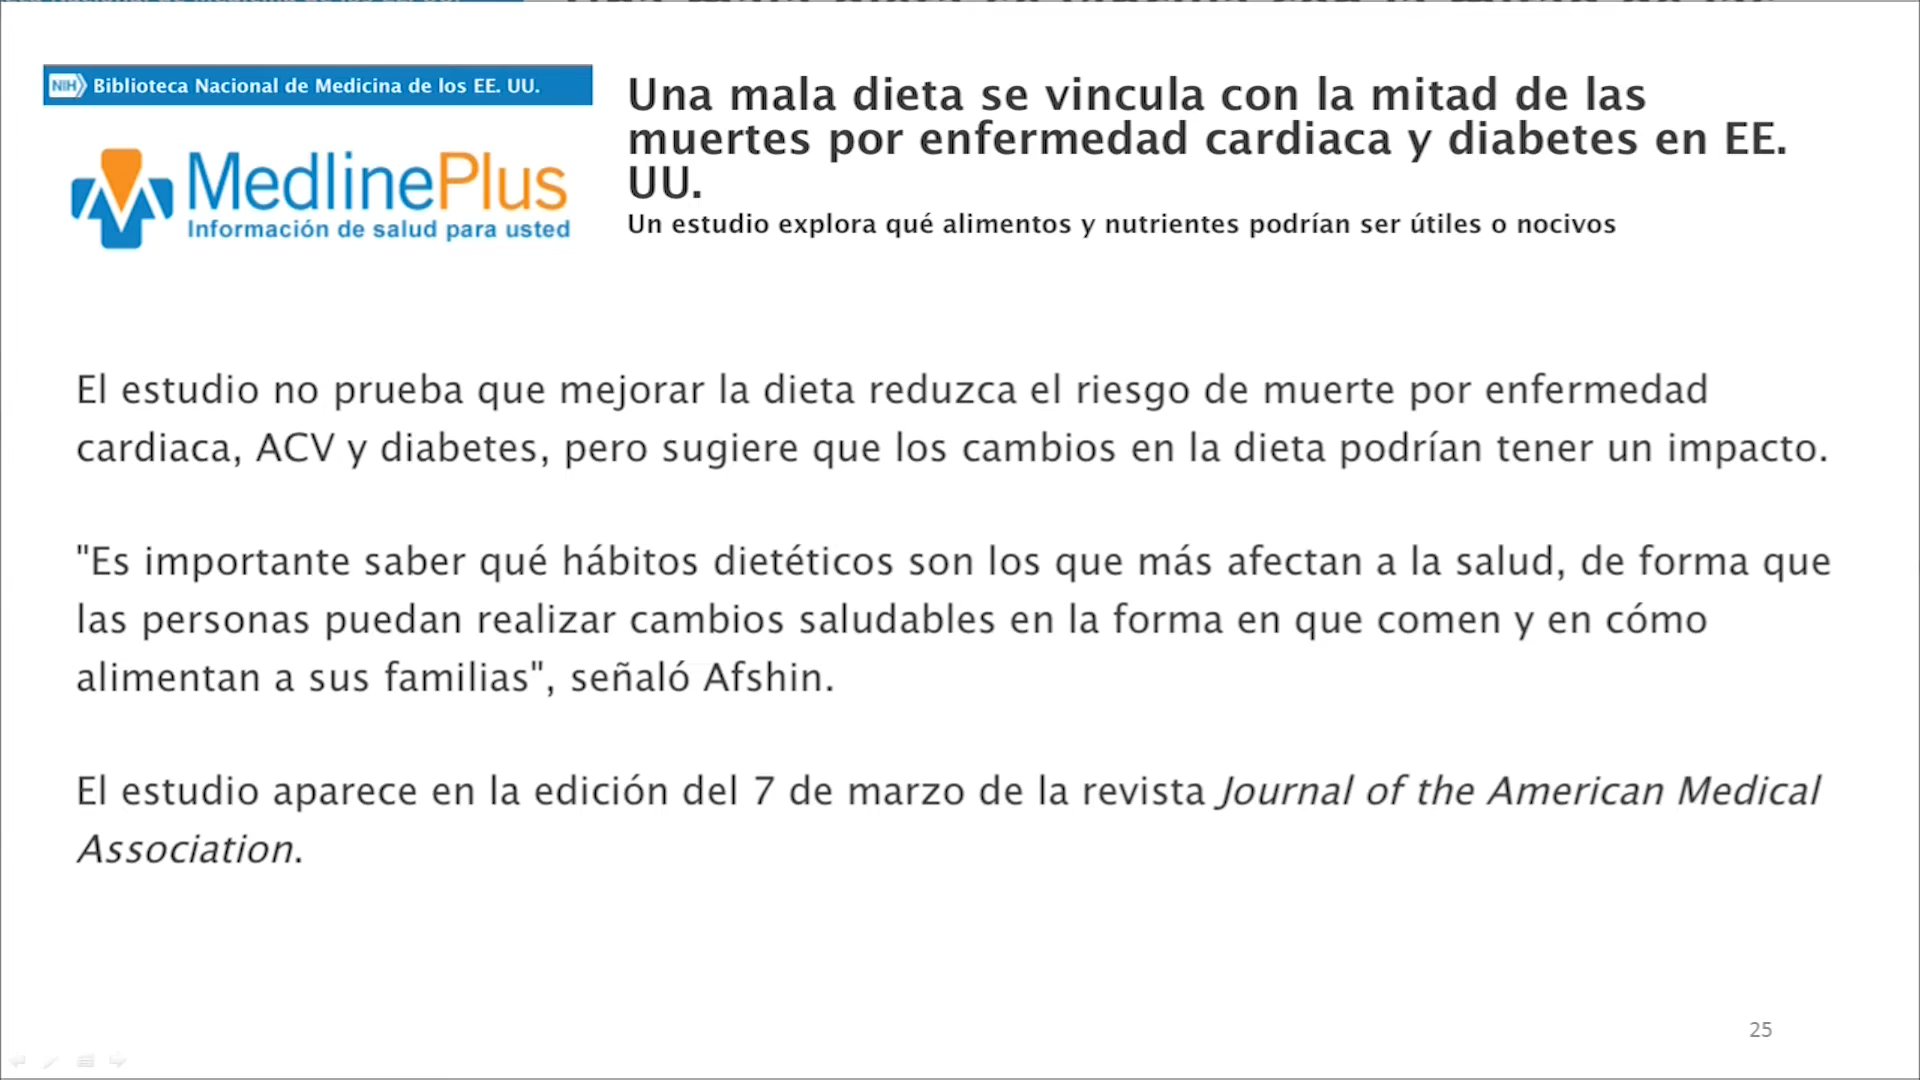 NIH Biblioteca Nacional de Medicina de los EE. UU.
MedlinePlus
Información de salud para usted
Una mala dieta se vincula con la mitad de las
muertes por enfermedad cardiaca y diabetes en EE.
UU.
Un estudio explora qué alimentos y nutrientes podrían ser útiles o nocivos
El estudio no prueba que mejorar la dieta reduzca el riesgo de muerte por enfermedad
cardiaca, ACV y diabetes, pero sugiere que los cambios en la dieta podrían tener un impacto.
"Es importante saber qué hábitos dietéticos son los que más afectan a la salud, de forma que
las personas puedan realizar cambios saludables en la forma en que comen y en cómo
alimentan a sus familias", señaló Afshin.
El estudio aparece en la edición del 7 de marzo de la revista Journal of the American Medical
Association.
25